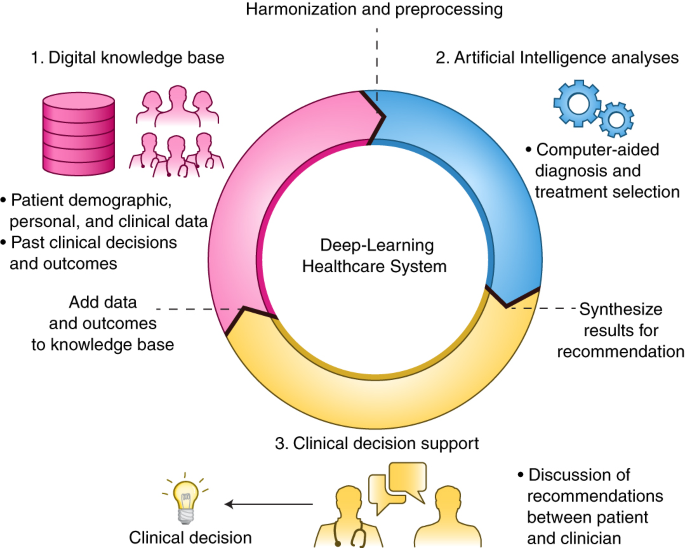 Harmonization and preprocessing
1. Digital knowledge base
2. Artificial Intelligence analyses
• Computer-aided
diagnosis and
treatment selection
• Patient demographic,
personal, and clinical data
• Past clinical decisions
and outcomes
Deep-Learning
Healthcare System
Add data
and outcomes
to knowledge base
Synthesize
results for
recommendation
3. Clinical decision support
• Discussion of
recommendations
between patient
and clinician
Clinical decision